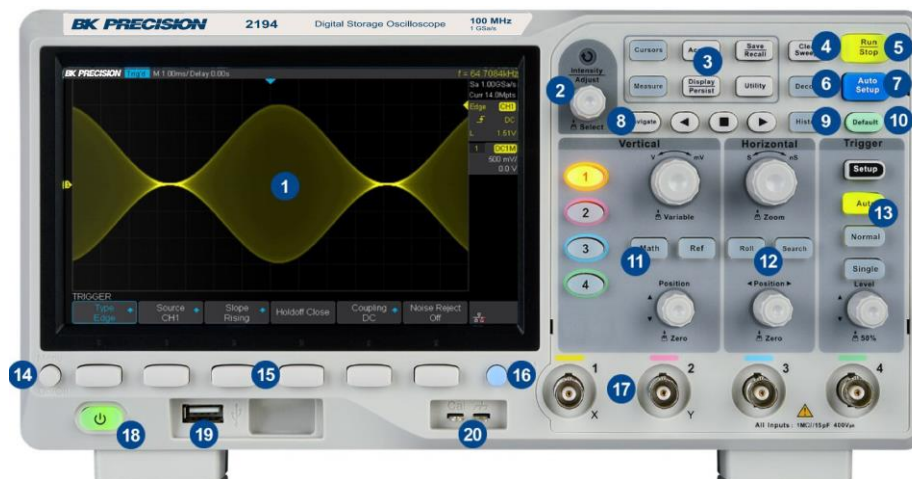 BK PRECISION 2194 Digital Storage Oscilloscope 100 MHz
1 GSa/s
BK PRECISION M 1.00ms/ Delay 0.00s f = 64.7084kHz
Sa 1.00GSa/s
Curr 14.0Mpts
Edge CH1
DC
L 1.51V
1 DC1M
500 mV/
0.0 V
1
TRIGGER
Type
Edge
Source
CH1
Slope
Rising
Holdoff Close
Coupling
DC
Noise Reject
Off
Intensity
Adjust
Select
2
Cursors
3
Save
Recall
4
Run
Stop
5
Measure
Display
Persist
Utility
6
Auto
Setup
7
8
9
Default
10
Vertical
Horizontal
Trigger
V mV
Variable
S nS
Zoom
Setup
1
2
3
4
13
Normal
Single
11
Math
Ref
Roll
Search
12
Position
Zero
◄Position►
Zero
Level
50%
14
15
16
1
X
17
2
Y
3
4
All Inputs : 1MΩ//15pF 400Vpk
18
19
Cal
20